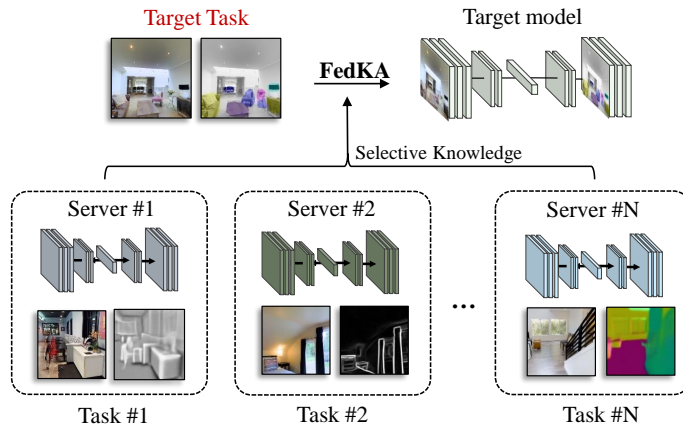 Target Task
Target model
FedKA
Selective Knowledge
Server #1
Server #2
Server #N
...
Task #1
Task #2
Task #N